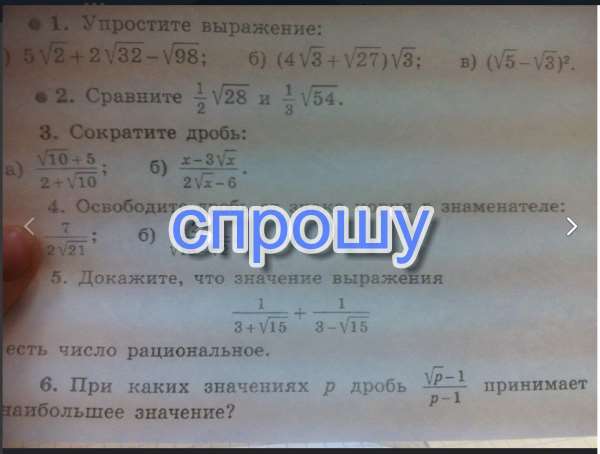 1. Упростите выражение:
) 5√2 + 2√32 − √98; б) (4√3 + √27)√3; в) (√5 − √3)².
2. Сравните 1/2 √28 и 1/3 √54.
3. Сократите дробь:
а) (√10 + 5)/(2 + √10); б) (x − 3√x)/(2√x − 6).
4. Освободите знаменателе:
7/(2√21); б)
спрошу
5. Докажите, что значение выражения
1/(3 + √15) + 1/(3 − √15)
есть число рациональное.
6. При каких значениях p дробь (√p − 1)/(p − 1) принимает
наибольшее значение?